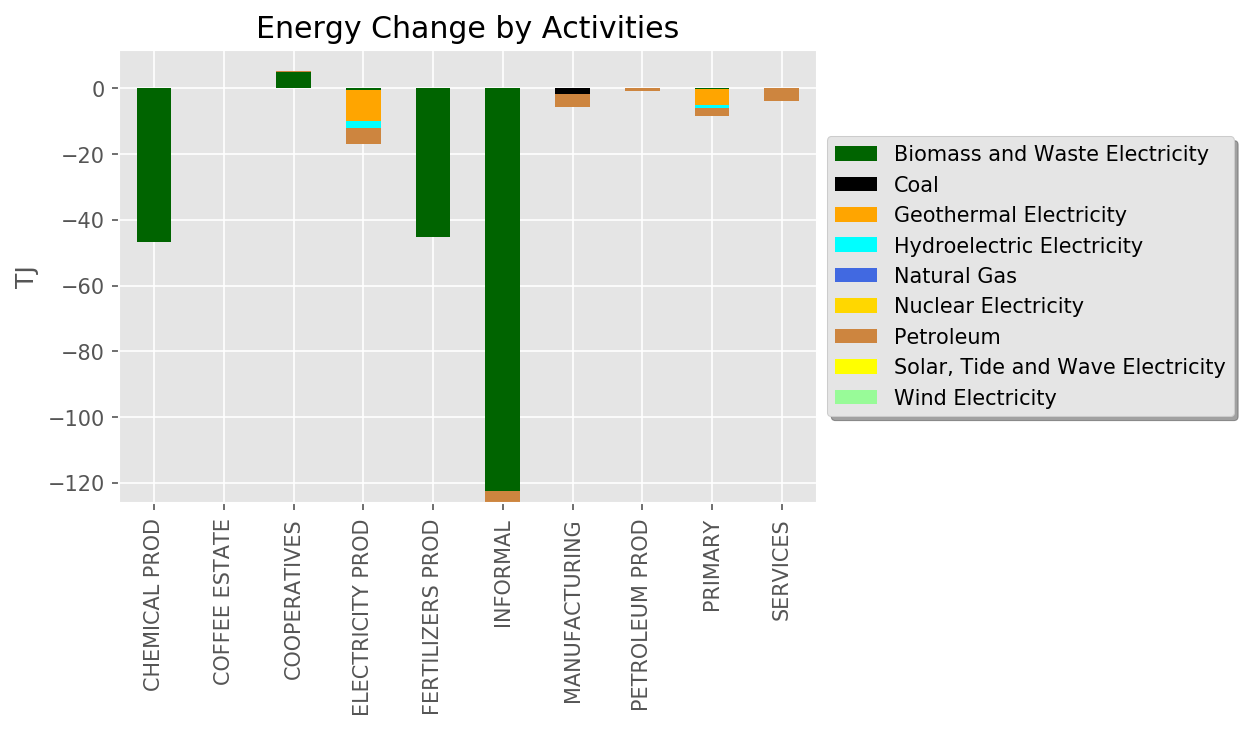 Energy Change by Activities
0
−20
−40
−60
−80
−100
−120
TJ
CHEMICAL PROD
COFFEE ESTATE
COOPERATIVES
ELECTRICITY PROD
FERTILIZERS PROD
INFORMAL
MANUFACTURING
PETROLEUM PROD
PRIMARY
SERVICES
Biomass and Waste Electricity
Coal
Geothermal Electricity
Hydroelectric Electricity
Natural Gas
Nuclear Electricity
Petroleum
Solar, Tide and Wave Electricity
Wind Electricity